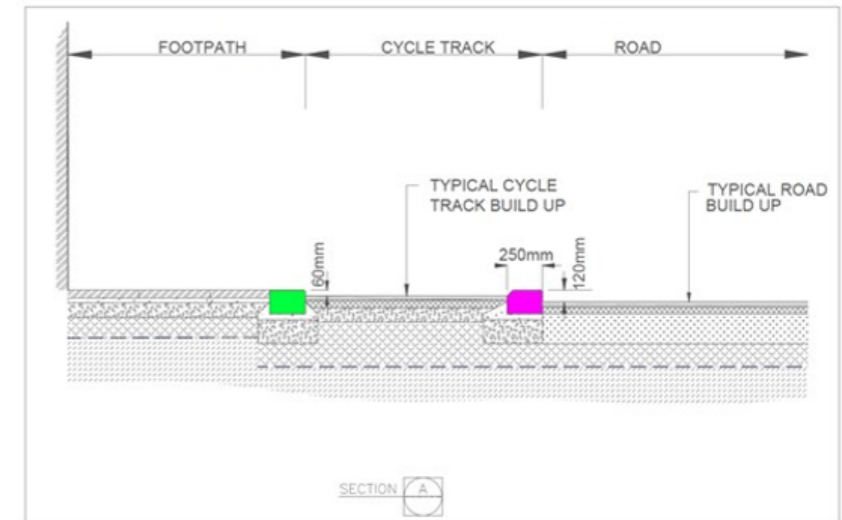 FOOTPATH CYCLE TRACK ROAD
TYPICAL CYCLE
TRACK BUILD UP
TYPICAL ROAD
BUILD UP
60mm
250mm
120mm
SECTION A